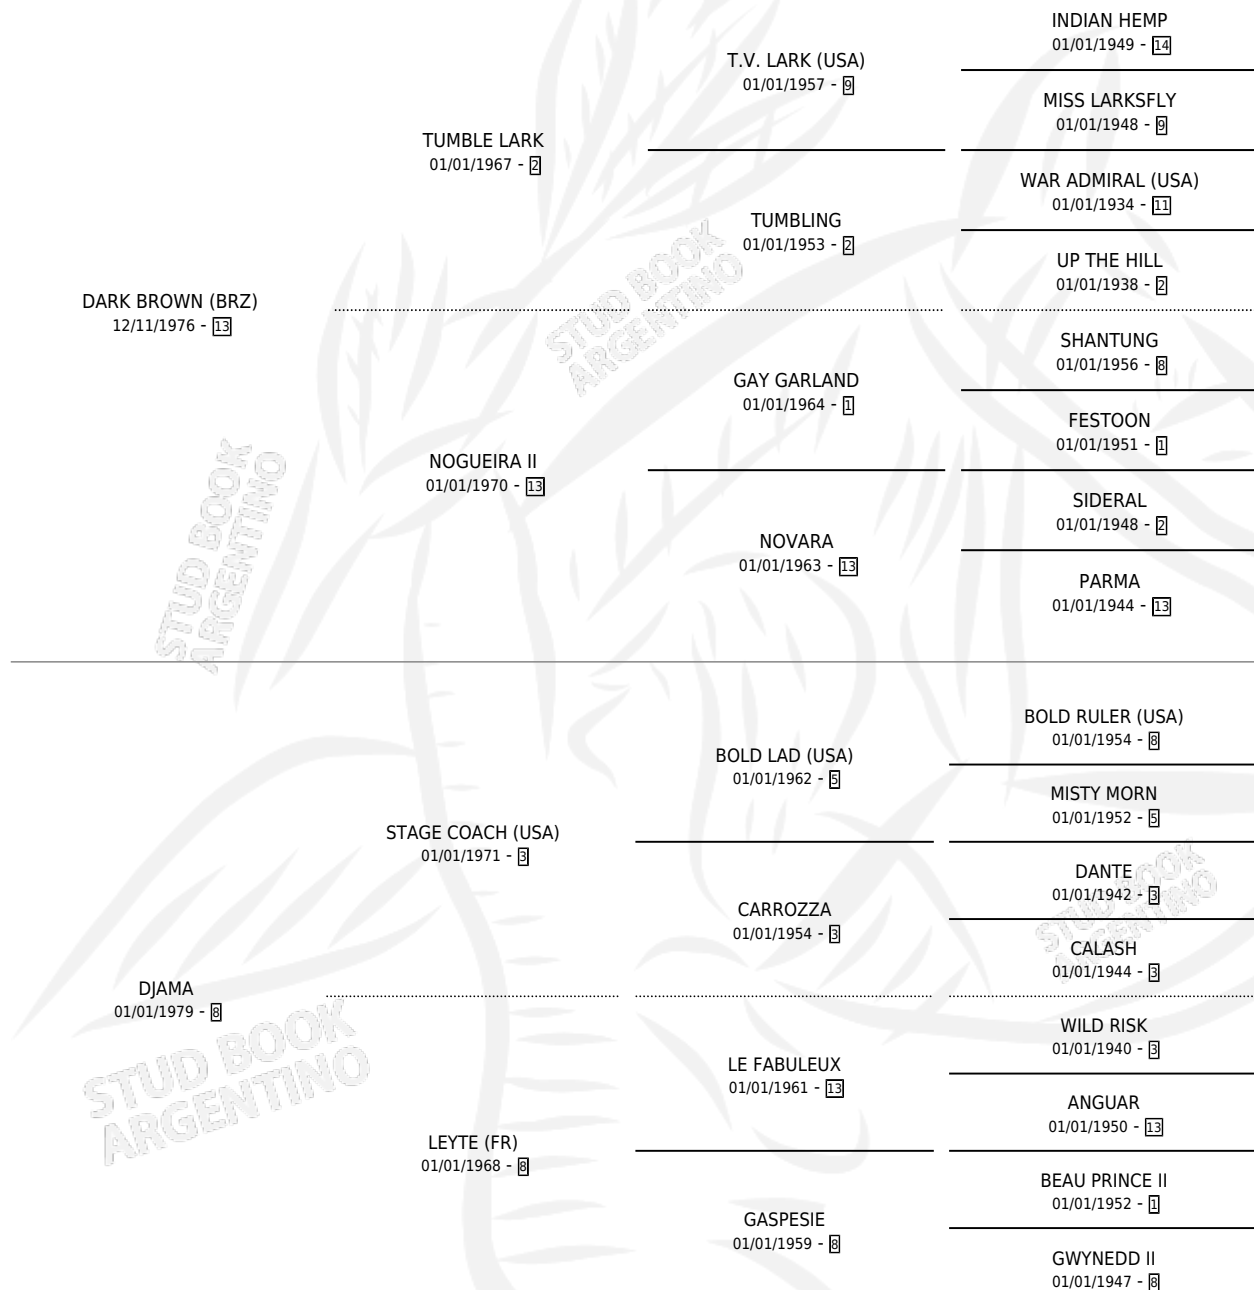 INDIAN HEMP
01/01/1949 - 14
T.V. LARK (USA)
01/01/1957 - 9
MISS LARKSFLY
01/01/1948 - 9
TUMBLE LARK
01/01/1967 - 2
WAR ADMIRAL (USA)
01/01/1934 - 11
TUMBLING
01/01/1953 - 2
UP THE HILL
01/01/1938 - 2
DARK BROWN (BRZ)
12/11/1976 - 13
STUD BOOK
ARGENTINO
SHANTUNG
01/01/1956 - 8
GAY GARLAND
01/01/1964 - 1
FESTOON
01/01/1951 - 1
NOGUEIRA II
01/01/1970 - 13
SIDERAL
01/01/1948 - 2
NOVARA
01/01/1963 - 13
PARMA
01/01/1944 - 13
STUD BOOK
ARGENTINO
BOLD RULER (USA)
01/01/1954 - 8
BOLD LAD (USA)
01/01/1962 - 5
MISTY MORN
01/01/1952 - 5
STAGE COACH (USA)
01/01/1971 - 3
DANTE
01/01/1942 - 3
CARROZZA
01/01/1954 - 3
CALASH
01/01/1944 - 3
STUD BOOK
ARGENTINO
DJAMA
01/01/1979 - 8
WILD RISK
01/01/1940 - 3
LE FABULEUX
01/01/1961 - 13
ANGUAR
01/01/1950 - 13
STUD BOOK
ARGENTINO
LEYTE (FR)
01/01/1968 - 8
BEAU PRINCE II
01/01/1952 - 1
GASPESIE
01/01/1959 - 8
GWYNEDD II
01/01/1947 - 8